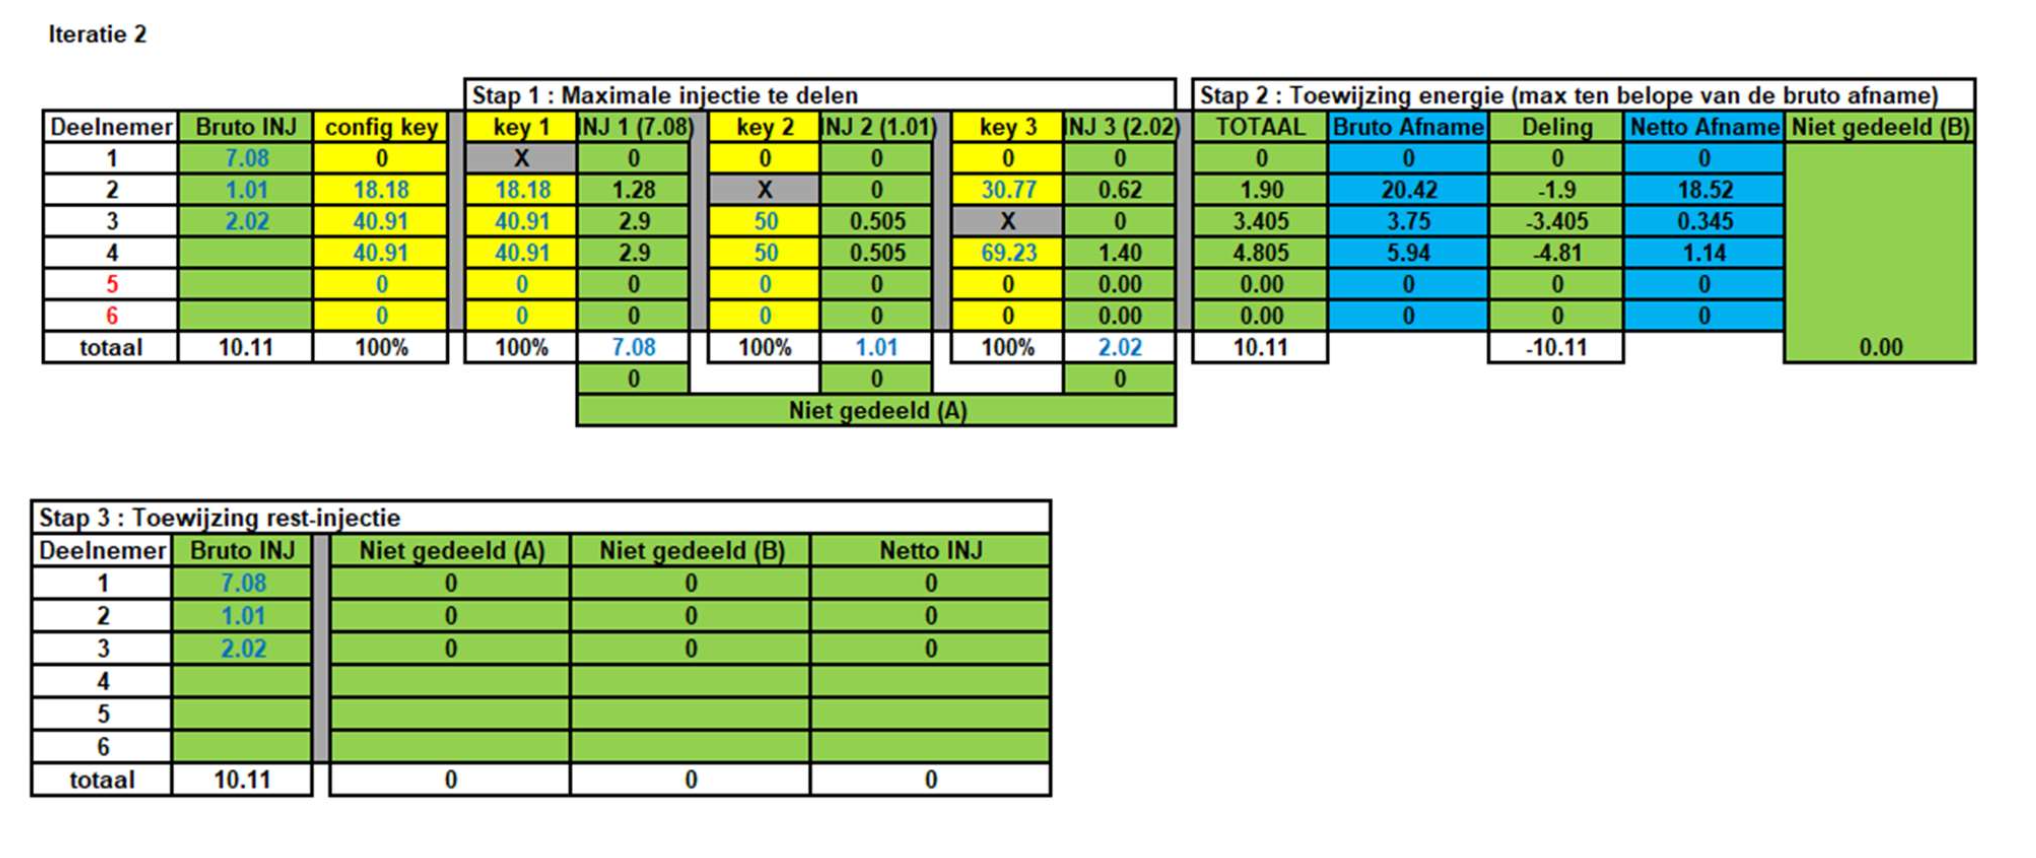 Iteratie 2
Stap 1 : Maximale injectie te delen Stap 2 : Toewijzing energie (max ten belope van de bruto afname)
Deelnemer Bruto INJ config key key 1 INJ 1 (7.08) key 2 INJ 2 (1.01) key 3 INJ 3 (2.02) TOTAAL Bruto Afname Deling Netto Afname Niet gedeeld (B)
1 7.08 0 X 0 0 0 0 0 0 0 0 0
2 1.01 18.18 18.18 1.28 X 0 30.77 0.62 1.90 20.42 -1.9 18.52
3 2.02 40.91 40.91 2.9 50 0.505 X 0 3.405 3.75 -3.405 0.345
4 40.91 40.91 2.9 50 0.505 69.23 1.40 4.805 5.94 -4.81 1.14
5 0 0 0 0 0 0 0.00 0.00 0 0 0
6 0 0 0 0 0 0 0.00 0.00 0 0 0
totaal 10.11 100% 100% 7.08 100% 1.01 100% 2.02 10.11 -10.11 0.00
0 0 0
Niet gedeeld (A)
Stap 3 : Toewijzing rest-injectie
Deelnemer Bruto INJ Niet gedeeld (A) Niet gedeeld (B) Netto INJ
1 7.08 0 0 0
2 1.01 0 0 0
3 2.02 0 0 0
4
5
6
totaal 10.11 0 0 0